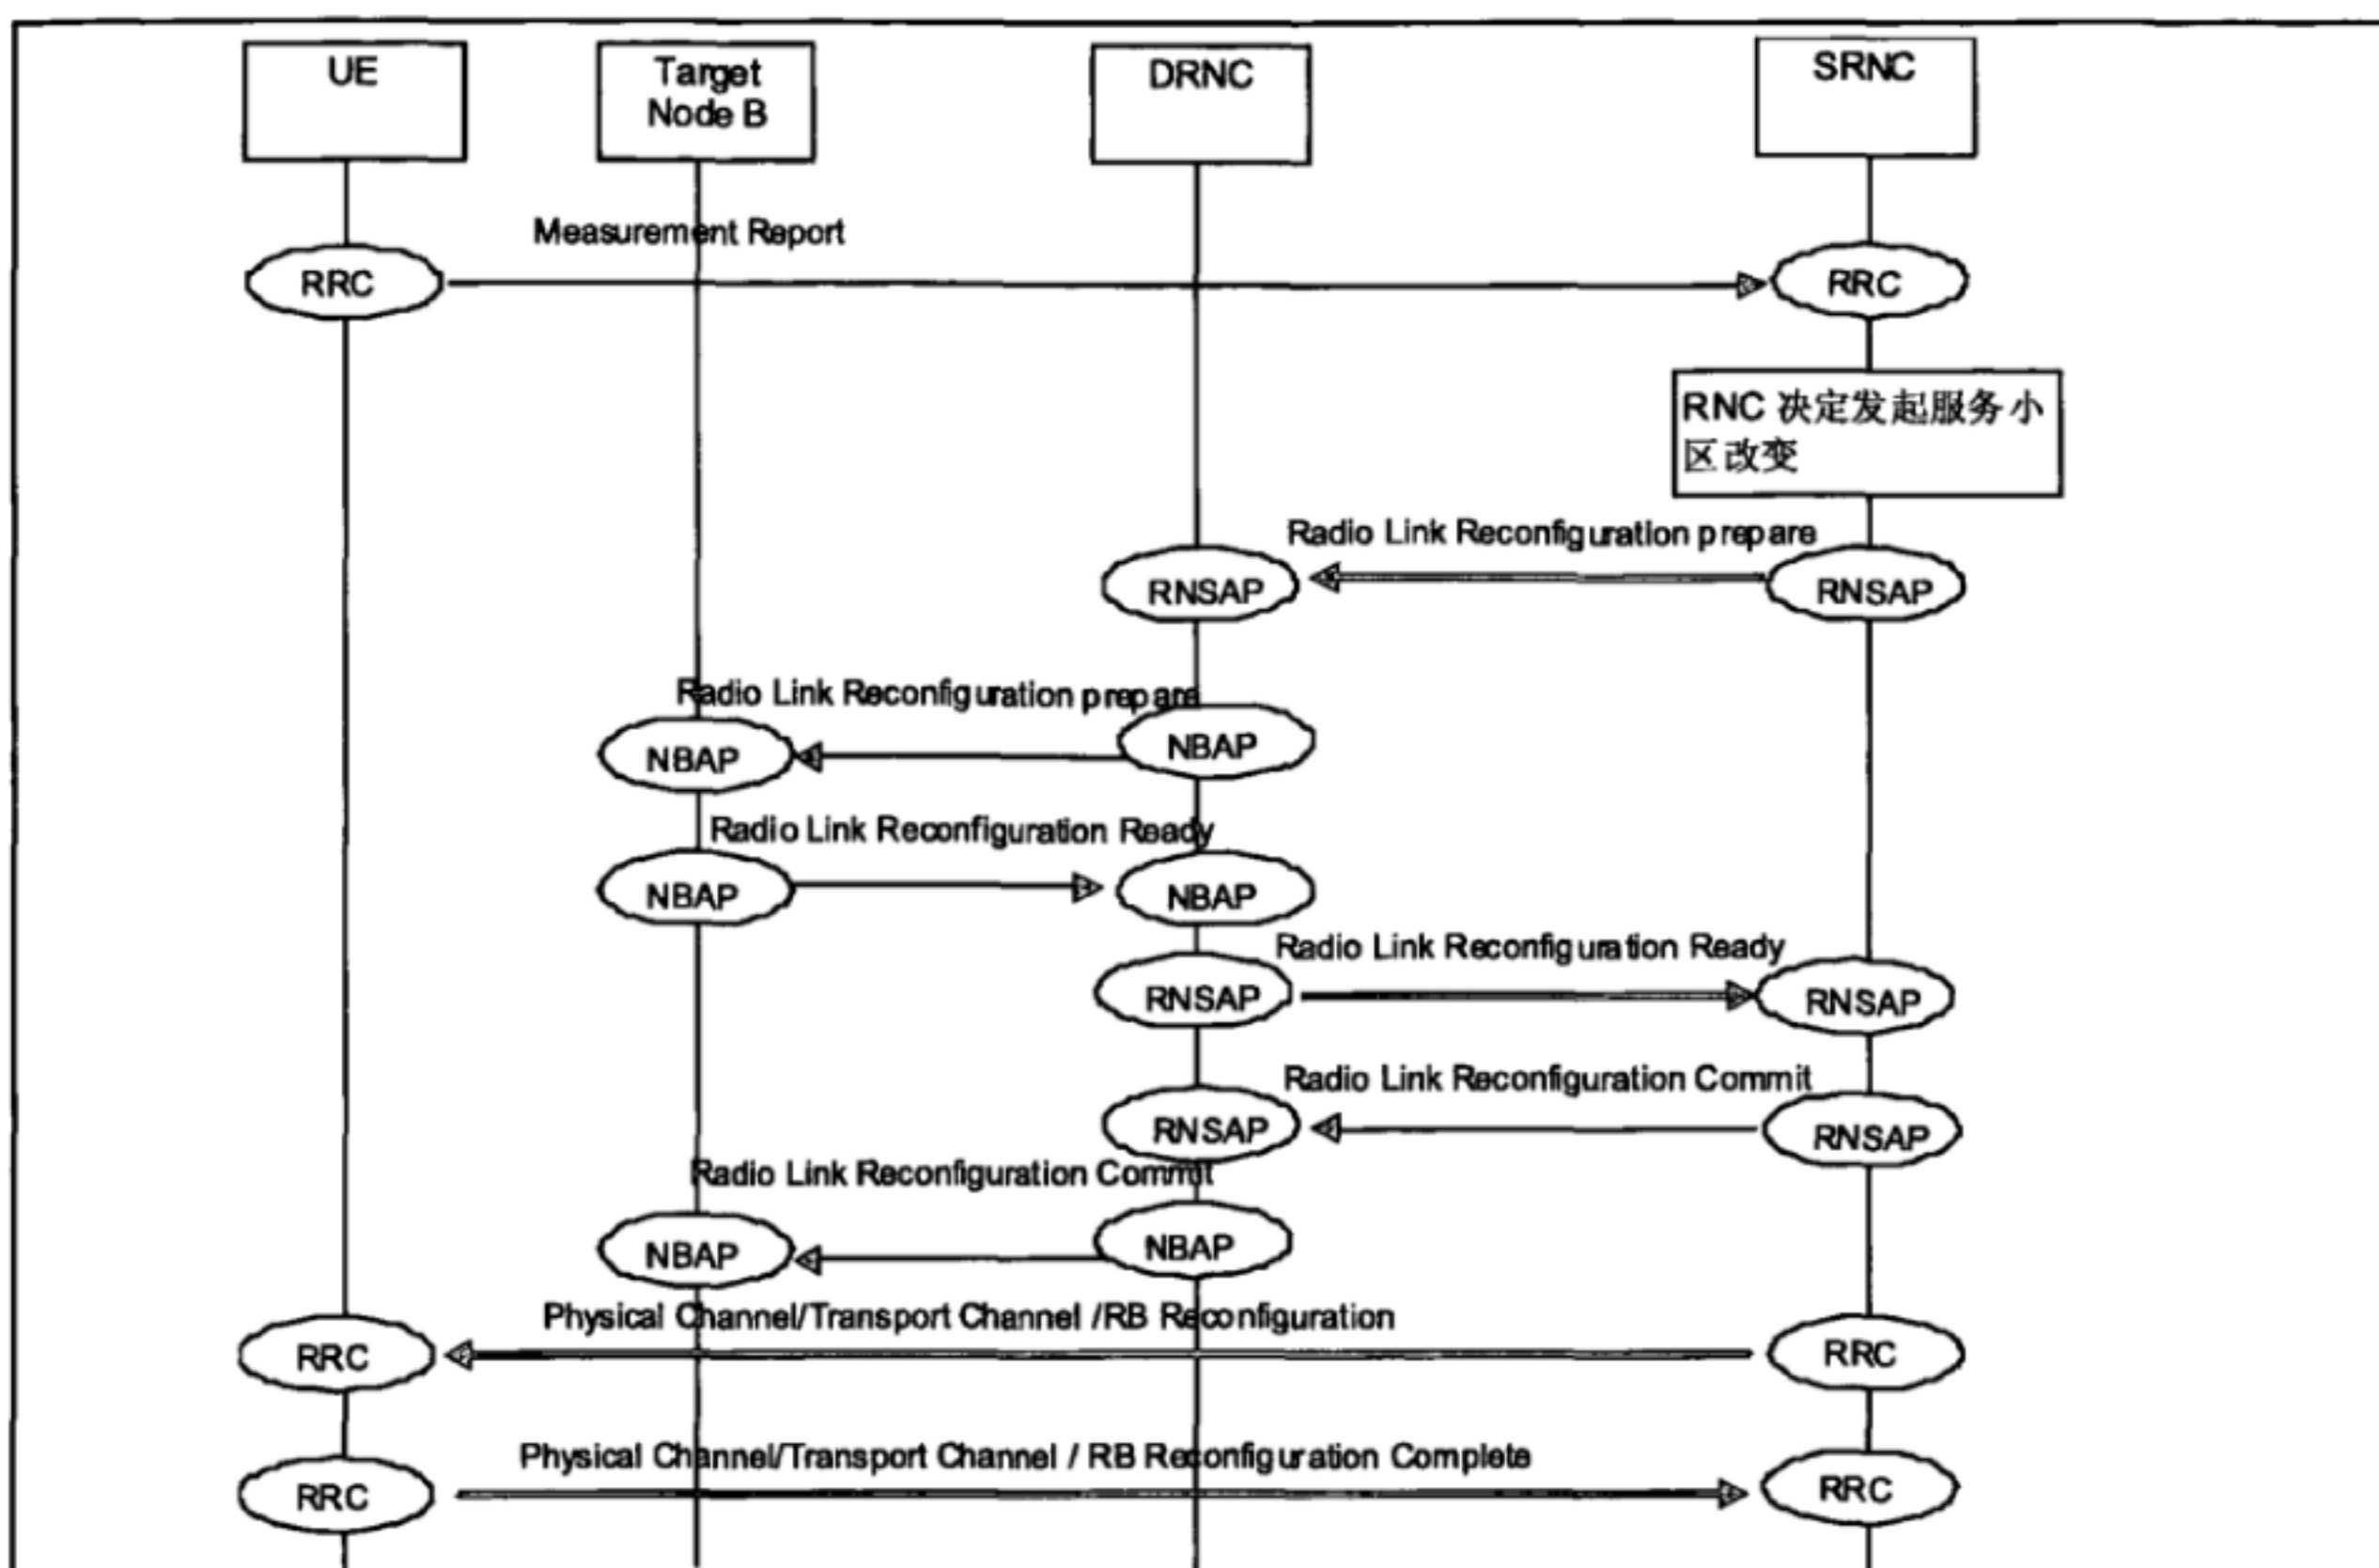 UE
Target
Node B
DRNC
SRNC
Measurement Report
RRC
RRC
RNC 决定发起服务小
区改变
Radio Link Reconfiguration prepare
RNSAP
RNSAP
Radio Link Reconfiguration prepare
NBAP
NBAP
Radio Link Reconfiguration Ready
NBAP
NBAP
Radio Link Reconfiguration Ready
RNSAP
RNSAP
Radio Link Reconfiguration Commit
RNSAP
RNSAP
Radio Link Reconfiguration Commit
NBAP
NBAP
Physical Channel/Transport Channel /RB Reconfiguration
RRC
RRC
Physical Channel/Transport Channel / RB Reconfiguration Complete
RRC
RRC